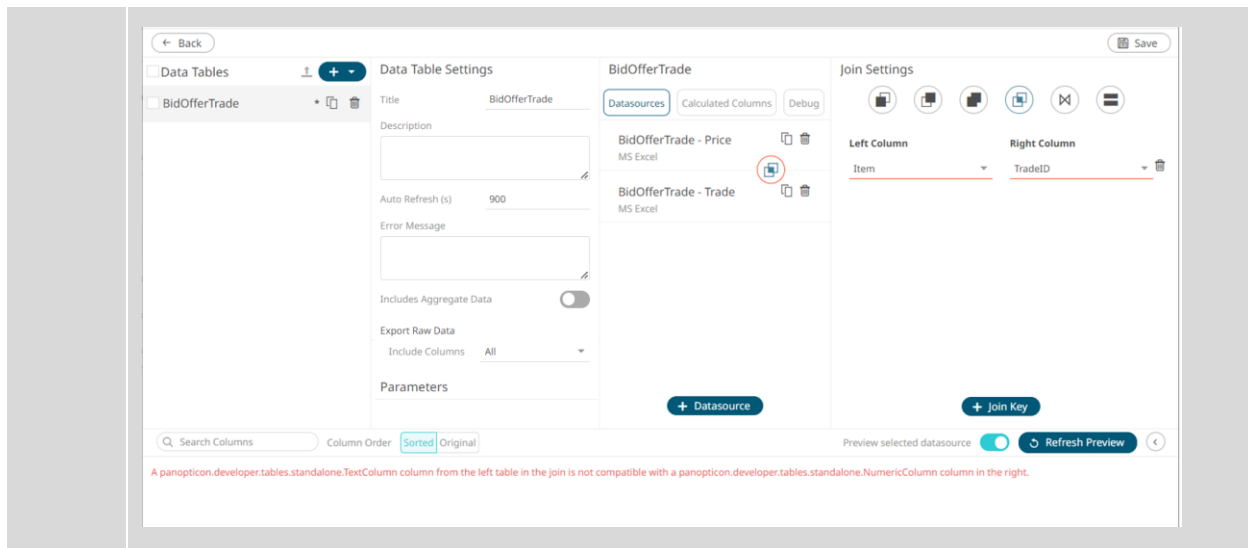 ← Back
Save
Data Tables
+
BidOfferTrade
*
Data Table Settings
Title
BidOfferTrade
Description
Auto Refresh (s)
900
Error Message
Includes Aggregate Data
Export Raw Data
Include Columns
All
Parameters
BidOfferTrade
Datasources
Calculated Columns
Debug
BidOfferTrade - Price
MS Excel
BidOfferTrade - Trade
MS Excel
+ Datasource
Join Settings
Left Column
Right Column
Item
TradeID
+ Join Key
Search Columns
Column Order
Sorted
Original
Preview selected datasource
Refresh Preview
A panopticon.developer.tables.standalone.TextColumn column from the left table in the join is not compatible with a panopticon.developer.tables.standalone.NumericColumn column in the right.